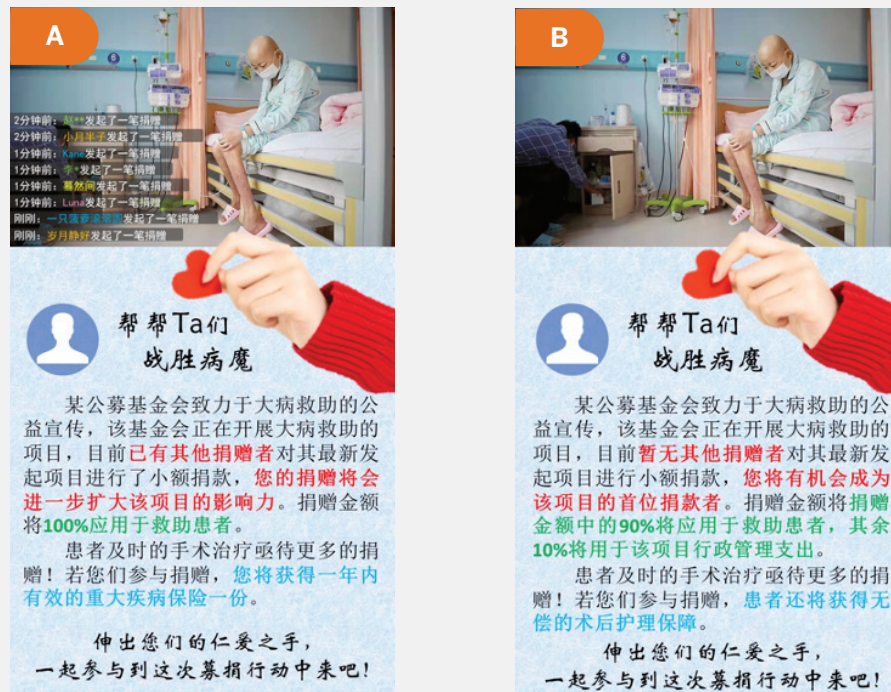 A
2分钟前：赵**发起了一笔捐赠
2分钟前：小月半子发起了一笔捐赠
1分钟前：Kane发起了一笔捐赠
1分钟前：李*发起了一笔捐赠
1分钟前：蓦然间发起了一笔捐赠
1分钟前：Luna发起了一笔捐赠
刚刚：一只菠萝滚滚滚发起了一笔捐赠
刚刚：岁月静好发起了一笔捐赠
帮帮Ta们
战胜病魔
某公募基金会致力于大病救助的公
益宣传，该基金会正在开展大病救助的
项目，目前已有其他捐赠者对其最新发
起项目进行了小额捐款，您的捐赠将会
进一步扩大该项目的影响力。捐赠金额
将100%应用于救助患者。
患者及时的手术治疗亟待更多的捐
赠！若您们参与捐赠，您将获得一年内
有效的重大疾病保险一份。
伸出您们的仁爱之手，
一起参与到这次募捐行动中来吧！
B
6
帮帮Ta们
战胜病魔
某公募基金会致力于大病救助的公
益宣传，该基金会正在开展大病救助的
项目，目前暂无其他捐赠者对其最新发
起项目进行小额捐款，您将有机会成为
该项目的首位捐款者。捐赠金额将捐赠
金额中的90%将应用于救助患者，其余
10%将用于该项目行政管理支出。
患者及时的手术治疗亟待更多的捐
赠！若您们参与捐赠，患者还将获得无
偿的术后护理保障。
伸出您们的仁爱之手，
一起参与到这次募捐行动中来吧！